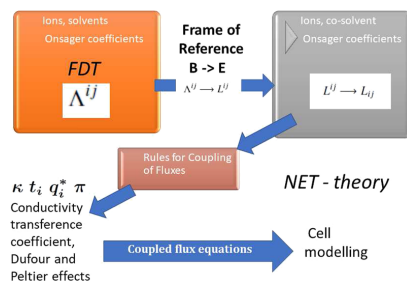 Ions, solvents
Onsager coefficients
FDT
Λ^{ij}
Frame of
Reference
B -> E
Λ^{ij} → L^{ij}
Ions, co-solvent
Onsager coefficients
L^{ij} → L_{ij}
Rules for Coupling
of Fluxes
NET - theory
κ t_i q_i^* π
Conductivity
transference
coefficient,
Dufour and
Peltier effects
Coupled flux equations
Cell
modelling